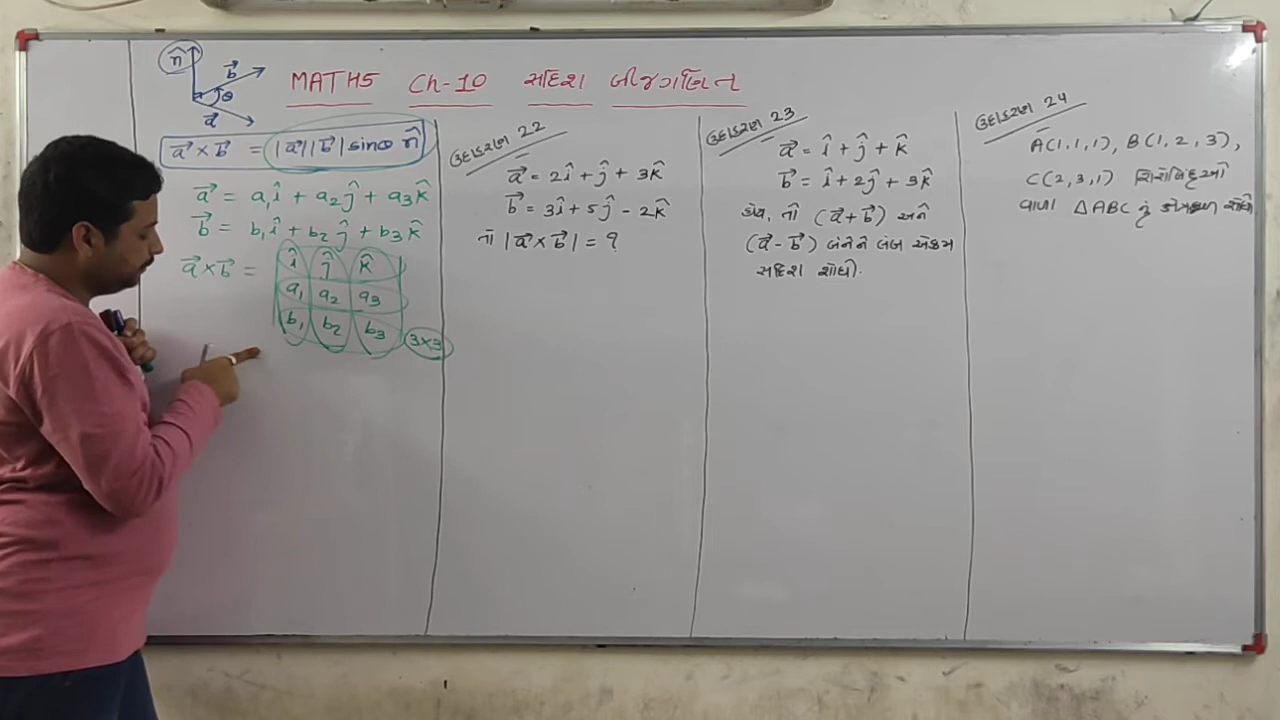 MATHS Ch-10 સદિશ બીજગણિત
n̂
b⃗
θ
a⃗
a⃗ × b⃗ = |a⃗| |b⃗| sinθ n̂
a⃗ = a₁î + a₂ĵ + a₃k̂
b⃗ = b₁î + b₂ĵ + b₃k̂
a⃗ × b⃗ =
î ĵ k̂
a₁ a₂ a₃
b₁ b₂ b₃
3×3
ઉદાહરણ 22
a⃗ = 2î + ĵ + 3k̂
b⃗ = 3î + 5ĵ - 2k̂
તો |a⃗ × b⃗| = ?
ઉદાહરણ 23
a⃗ = î + ĵ + k̂
b⃗ = î + 2ĵ + 3k̂
હોય, તો (a⃗ + b⃗) અને
(a⃗ - b⃗) બંનેને લંબ એકમ
સદિશ શોધો.
ઉદાહરણ 24
A(1,1,1), B(1,2,3),
C(2,3,1) શિરોબિંદુઓ
વાળા ΔABC નું ક્ષેત્રફળ શોધો